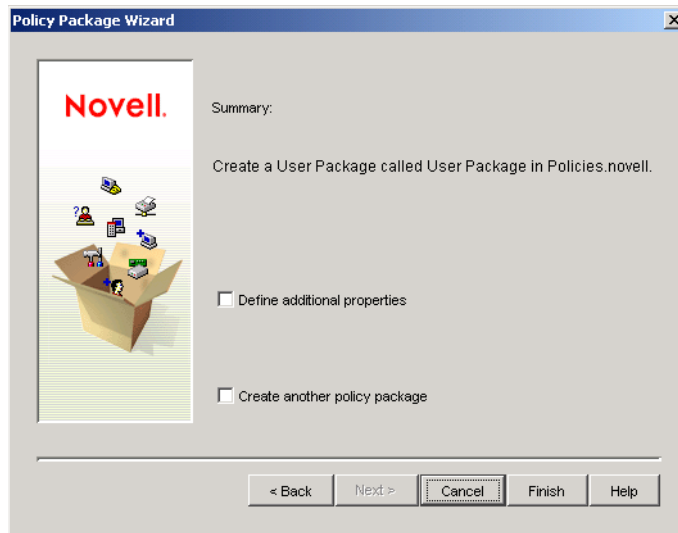 Policy Package Wizard
Novell.
Summary:
Create a User Package called User Package in Policies.novell.
Define additional properties
Create another policy package
< Back
Next >
Cancel
Finish
Help